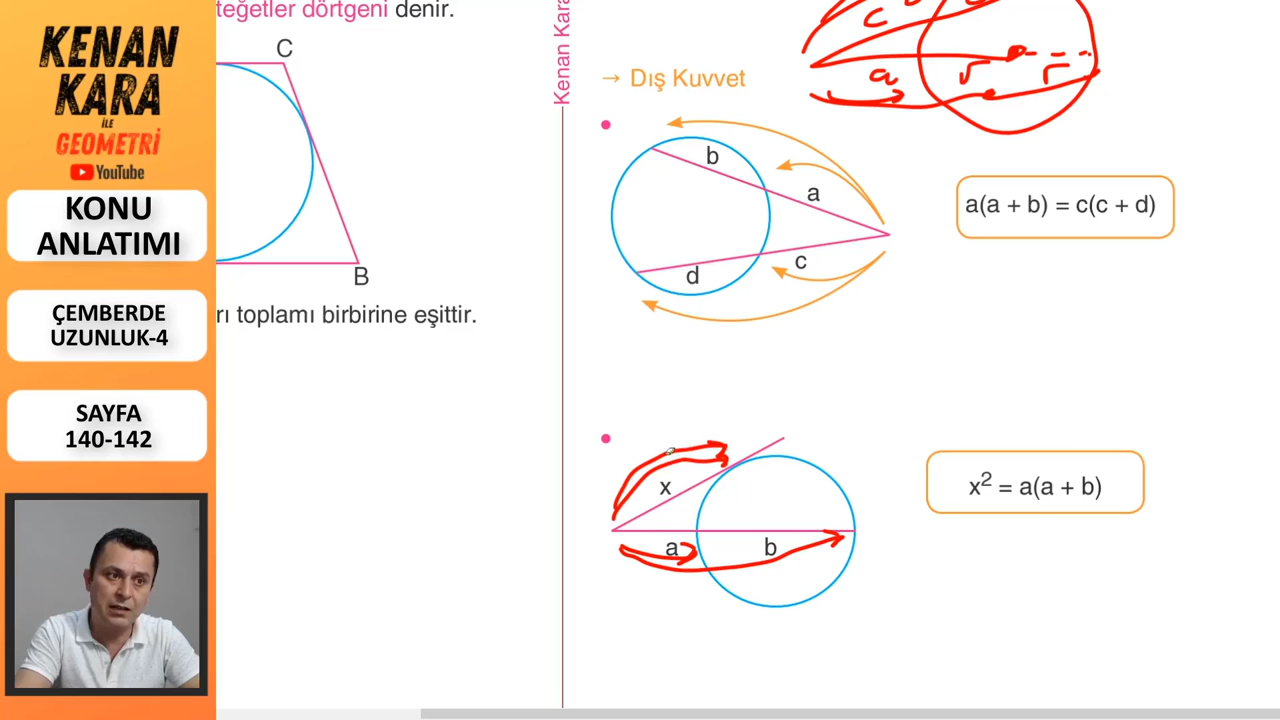 KENAN
KARA
İLE
GEOMETRİ
YouTube
KONU
ANLATIMI
ÇEMBERDE
UZUNLUK-4
SAYFA
140-142
teğetler dörtgeni denir.
C
B
rı toplamı birbirine eşittir.
Kenan Kara
→ Dış Kuvvet
c
a
r
r
b
a
d
c
a(a + b) = c(c + d)
x
a
b
x² = a(a + b)